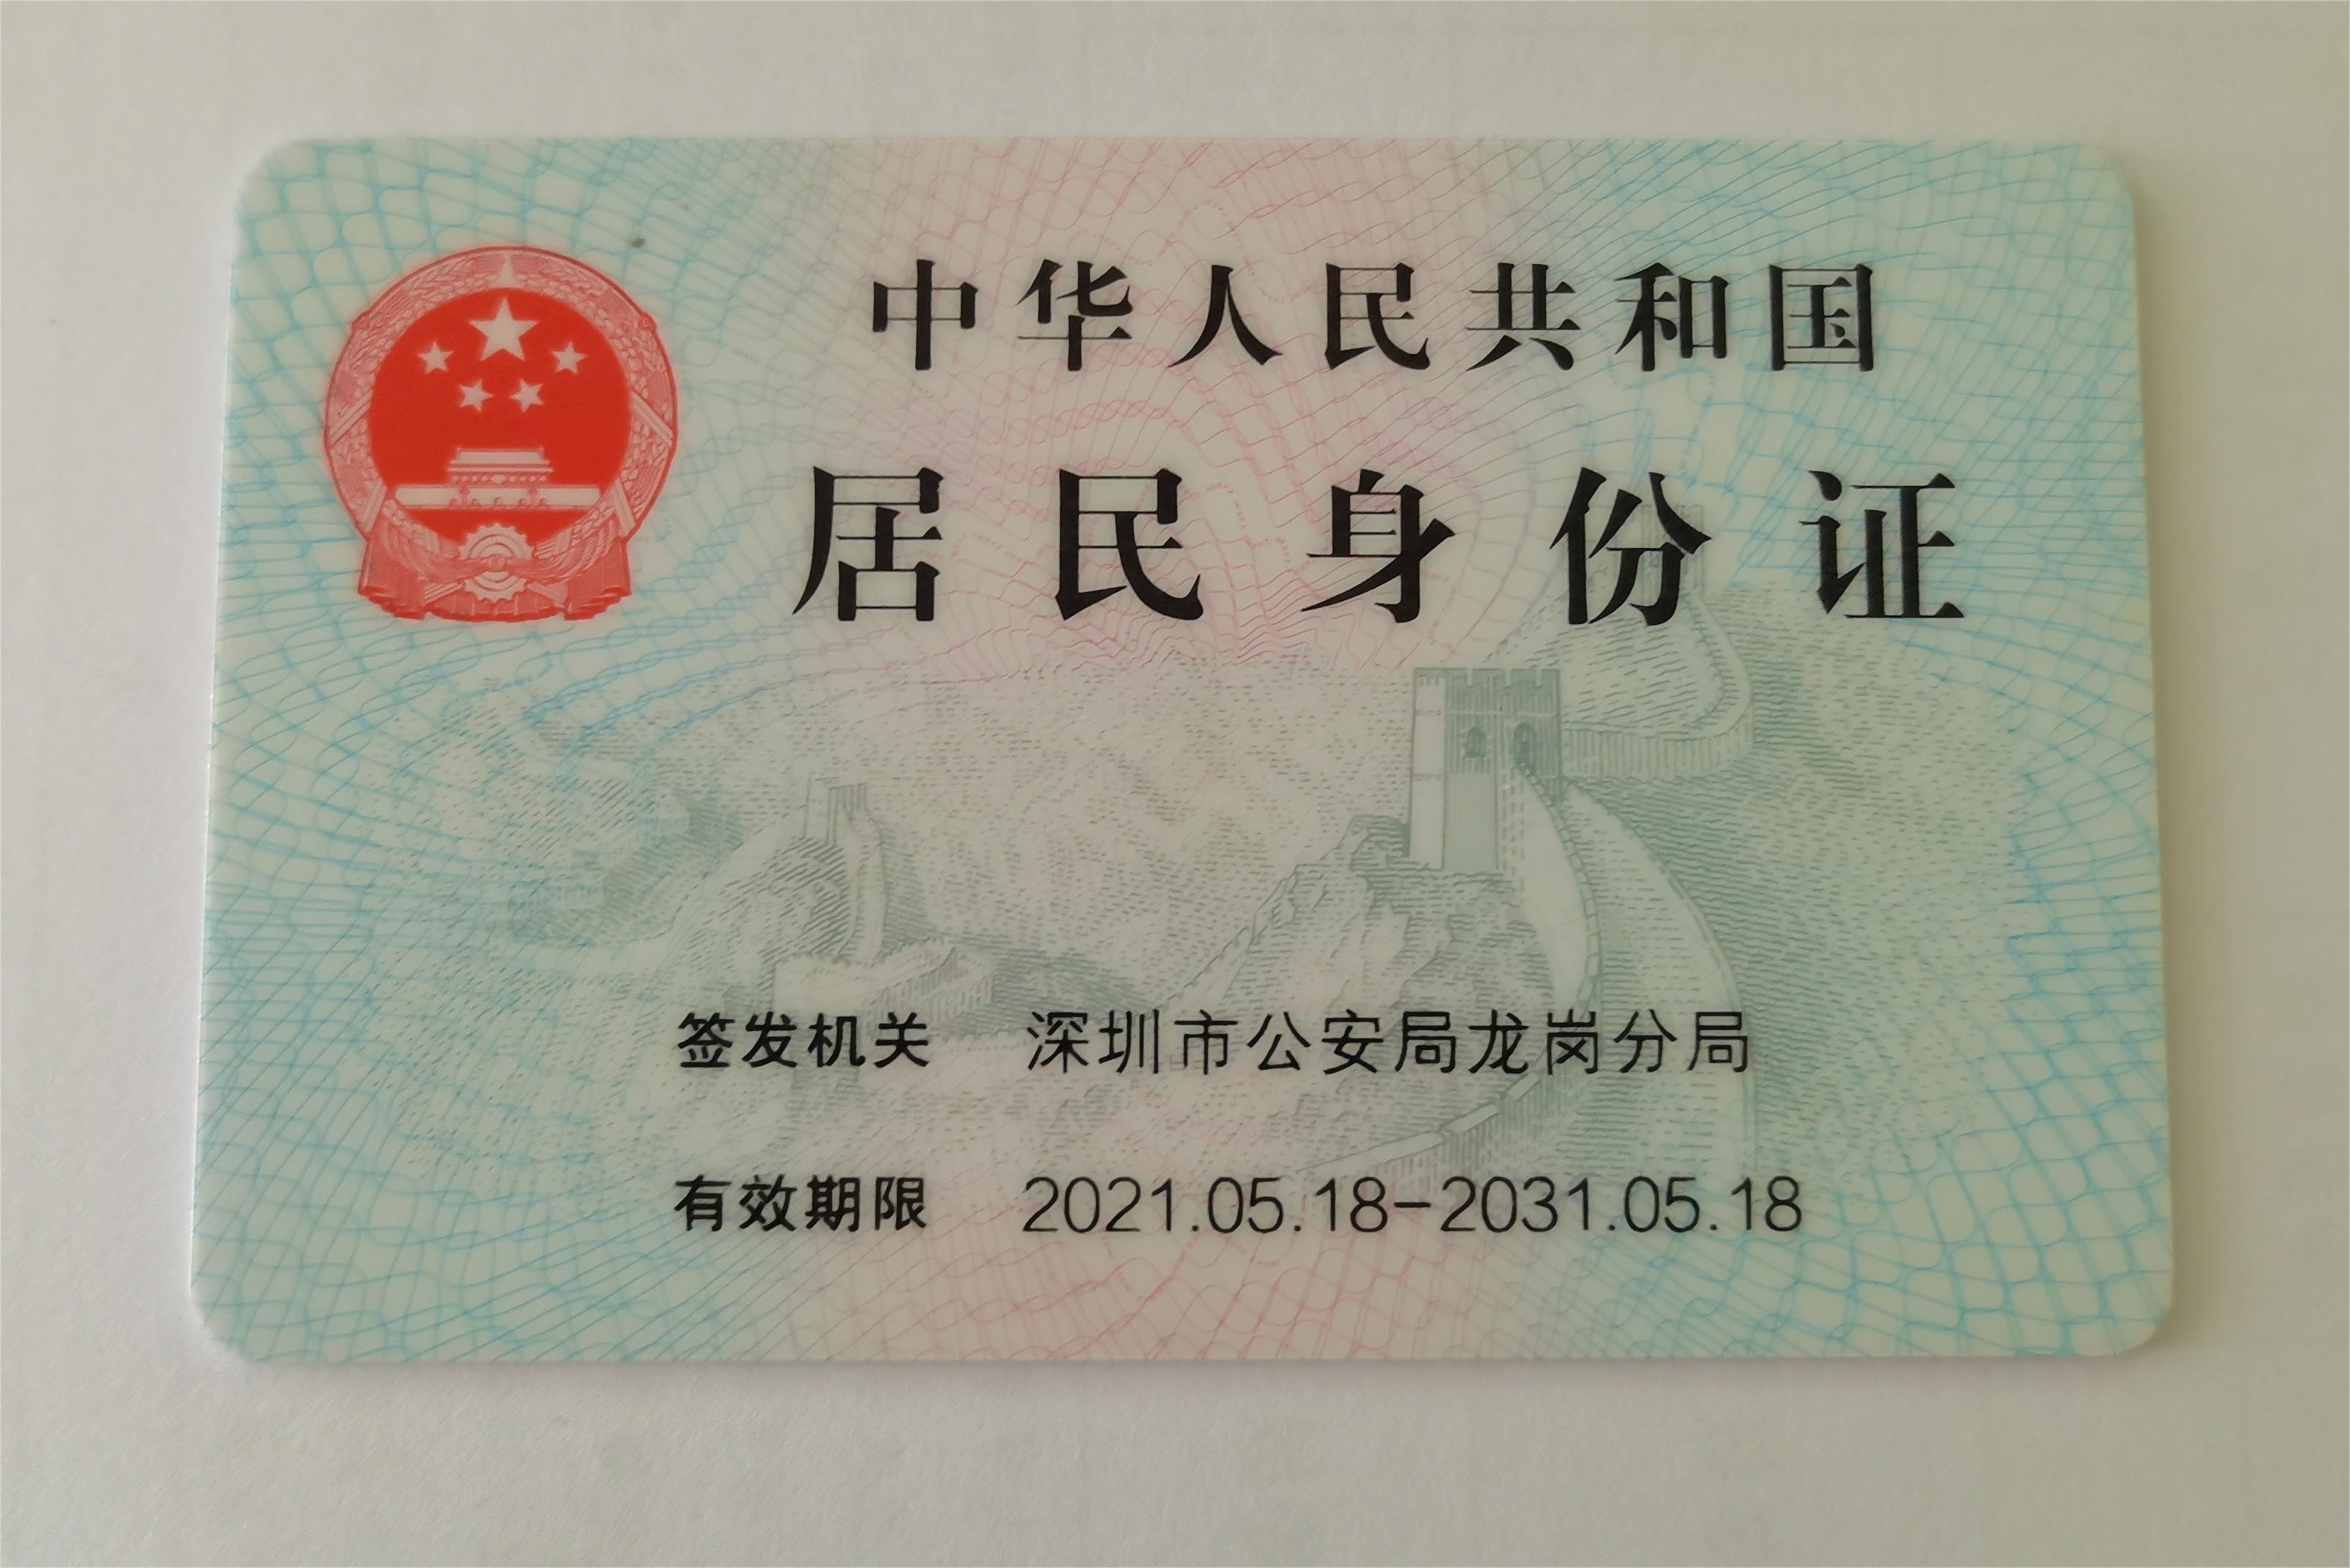 中华人民共和国
居民身份证
签发机关 深圳市公安局龙岗分局
有效期限 2021.05.18-2031.05.18